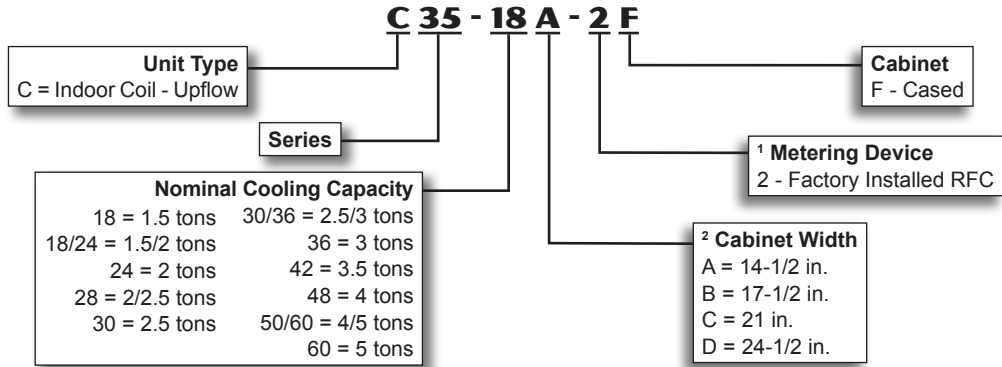 C 35 - 18 A - 2 F
Unit Type
C = Indoor Coil - Upflow
Series
Nominal Cooling Capacity
18 = 1.5 tons
18/24 = 1.5/2 tons
24 = 2 tons
28 = 2/2.5 tons
30 = 2.5 tons
30/36 = 2.5/3 tons
36 = 3 tons
42 = 3.5 tons
48 = 4 tons
50/60 = 4/5 tons
60 = 5 tons
Cabinet
F - Cased
¹ Metering Device
2 - Factory Installed RFC
² Cabinet Width
A = 14-1/2 in.
B = 17-1/2 in.
C = 21 in.
D = 24-1/2 in.